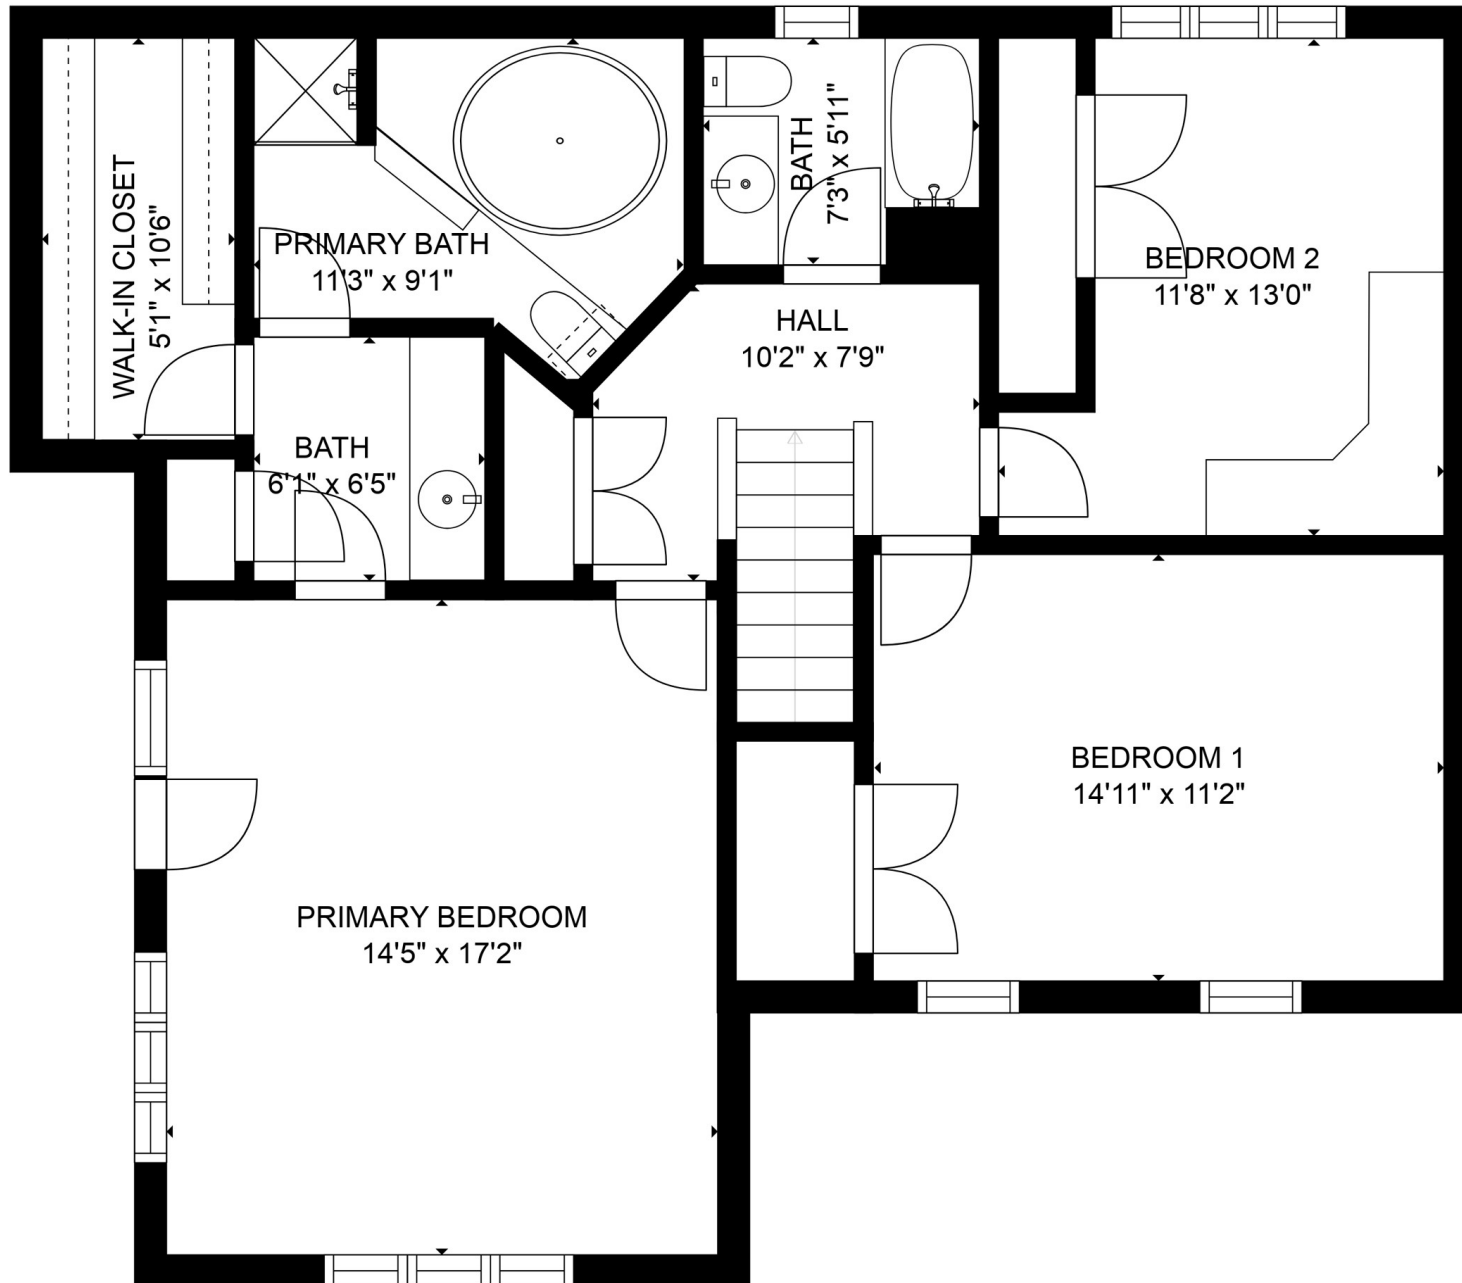 WALK-IN CLOSET
5'1" x 10'6"
PRIMARY BATH
11'3" x 9'1"
BATH
7'3" x 5'11"
BEDROOM 2
11'8" x 13'0"
HALL
10'2" x 7'9"
BATH
6'1" x 6'5"
BEDROOM 1
14'11" x 11'2"
PRIMARY BEDROOM
14'5" x 17'2"